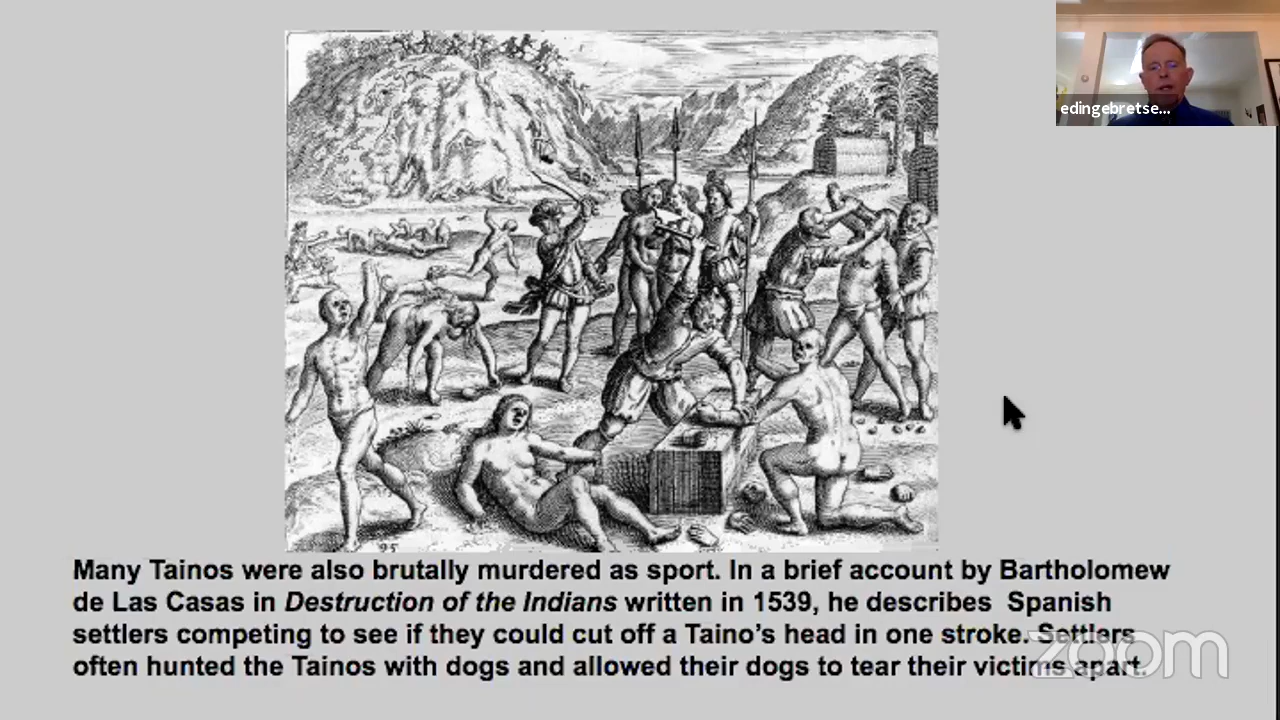 edingebretse...
Many Tainos were also brutally murdered as sport. In a brief account by Bartholomew
de Las Casas in Destruction of the Indians written in 1539, he describes  Spanish
settlers competing to see if they could cut off a Taino's head in one stroke. Settlers
often hunted the Tainos with dogs and allowed their dogs to tear their victims apart.
zoom